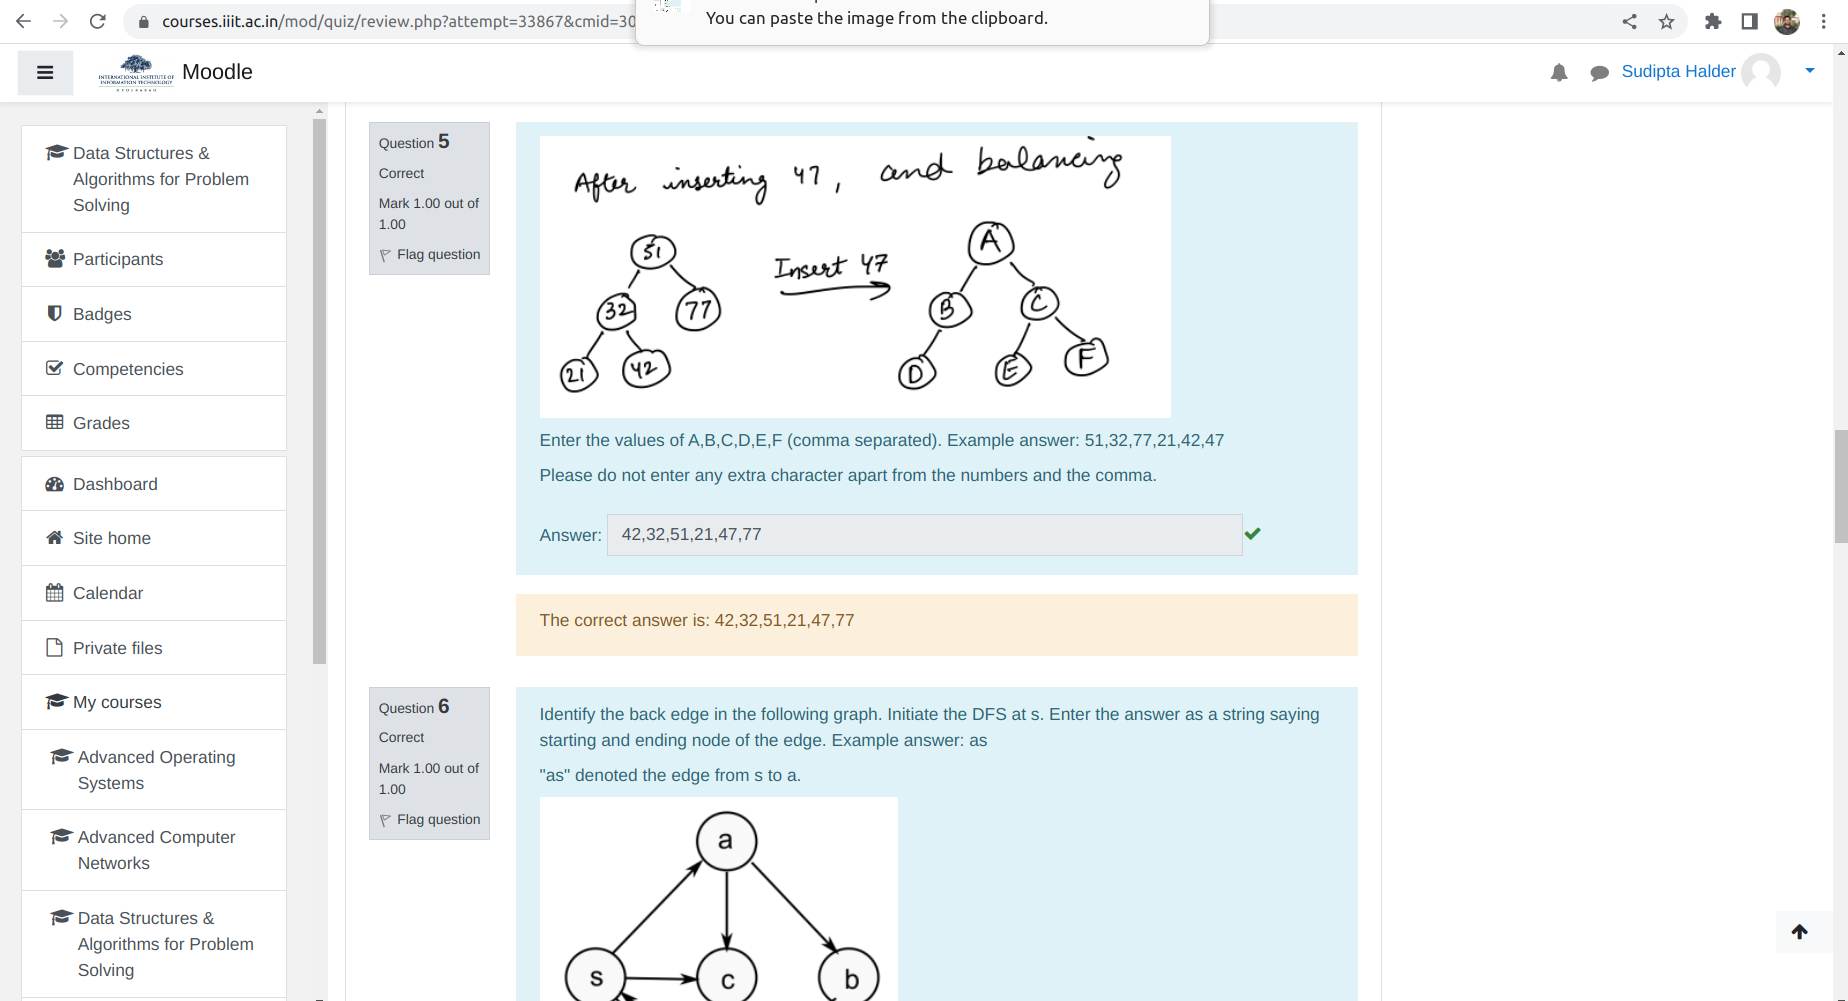 courses.iiit.ac.in/mod/quiz/review.php?attempt=33867&cmid=30
You can paste the image from the clipboard.
INTERNATIONAL INSTITUTE OF
INFORMATION TECHNOLOGY
HYDERABAD
Moodle
Sudipta Halder
Data Structures &
Algorithms for Problem
Solving
Participants
Badges
Competencies
Grades
Dashboard
Site home
Calendar
Private files
My courses
Advanced Operating
Systems
Advanced Computer
Networks
Data Structures &
Algorithms for Problem
Solving
Question 5
Correct
Mark 1.00 out of
1.00
Flag question
After inserting 47, and balancing
51
32
77
21
42
Insert 47
A
B
C
D
E
F
Enter the values of A,B,C,D,E,F (comma separated). Example answer: 51,32,77,21,42,47
Please do not enter any extra character apart from the numbers and the comma.
Answer: 42,32,51,21,47,77
The correct answer is: 42,32,51,21,47,77
Question 6
Correct
Mark 1.00 out of
1.00
Flag question
Identify the back edge in the following graph. Initiate the DFS at s. Enter the answer as a string saying
starting and ending node of the edge. Example answer: as
"as" denoted the edge from s to a.
a
s
c
b